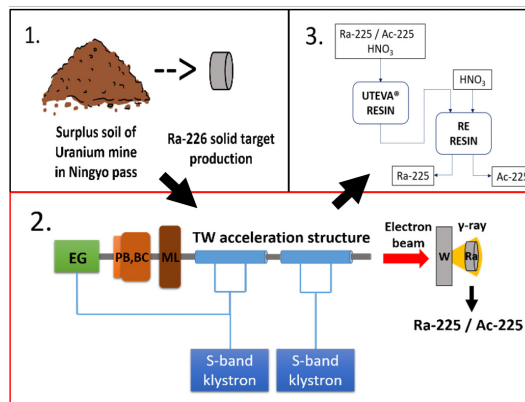 1.
Surplus soil of
Uranium mine
in Ningyo pass
-->
Ra-226 solid target
production
3.
Ra-225 / Ac-225
HNO3
UTEVA®
RESIN
HNO3
RE
RESIN
Ra-225
Ac-225
2.
EG
PB,BC
ML
TW acceleration structure
S-band
klystron
S-band
klystron
Electron
beam
W
γ-ray
Ra
Ra-225 / Ac-225